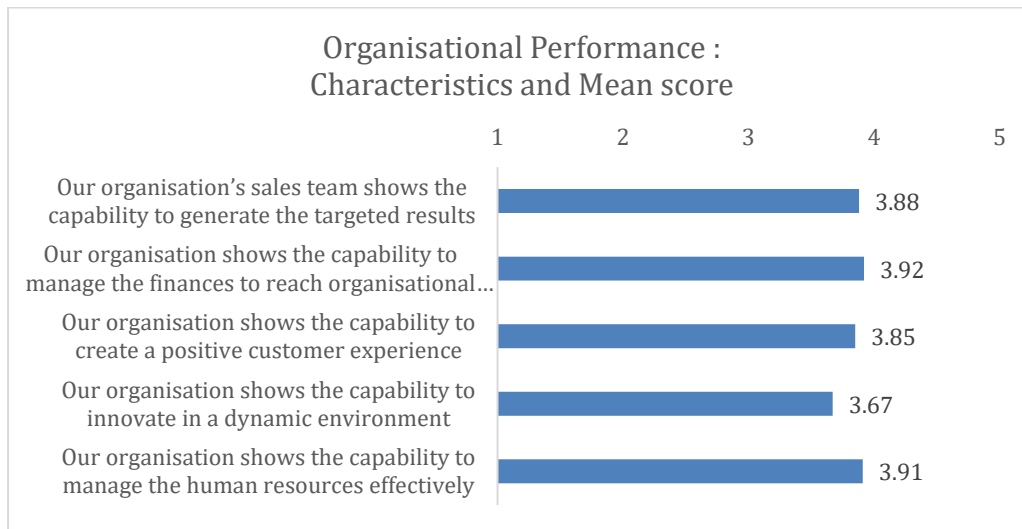 Organisational Performance :
Characteristics and Mean score
1 2 3 4 5
Our organisation’s sales team shows the
capability to generate the targeted results
3.88
Our organisation shows the capability to
manage the finances to reach organisational…
3.92
Our organisation shows the capability to
create a positive customer experience
3.85
Our organisation shows the capability to
innovate in a dynamic environment
3.67
Our organisation shows the capability to
manage the human resources effectively
3.91